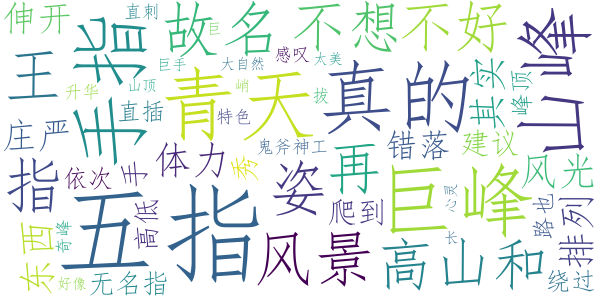 伸开
直刺
故名
不想
不好
山峰
王
指
手
巨
巨手
感叹
大自然
太美
升华
山顶
峭
拔
青天
真的
其实
峰顶
庄严
直插
特色
鬼斧神工
错落
建议
指
依次
手
体力
秀
姿
再
爬到
巨峰
风光
东西
奇峰
高低
五指
心灵
路也
排列
长
无名指
好像
风景
高山
和
绕过